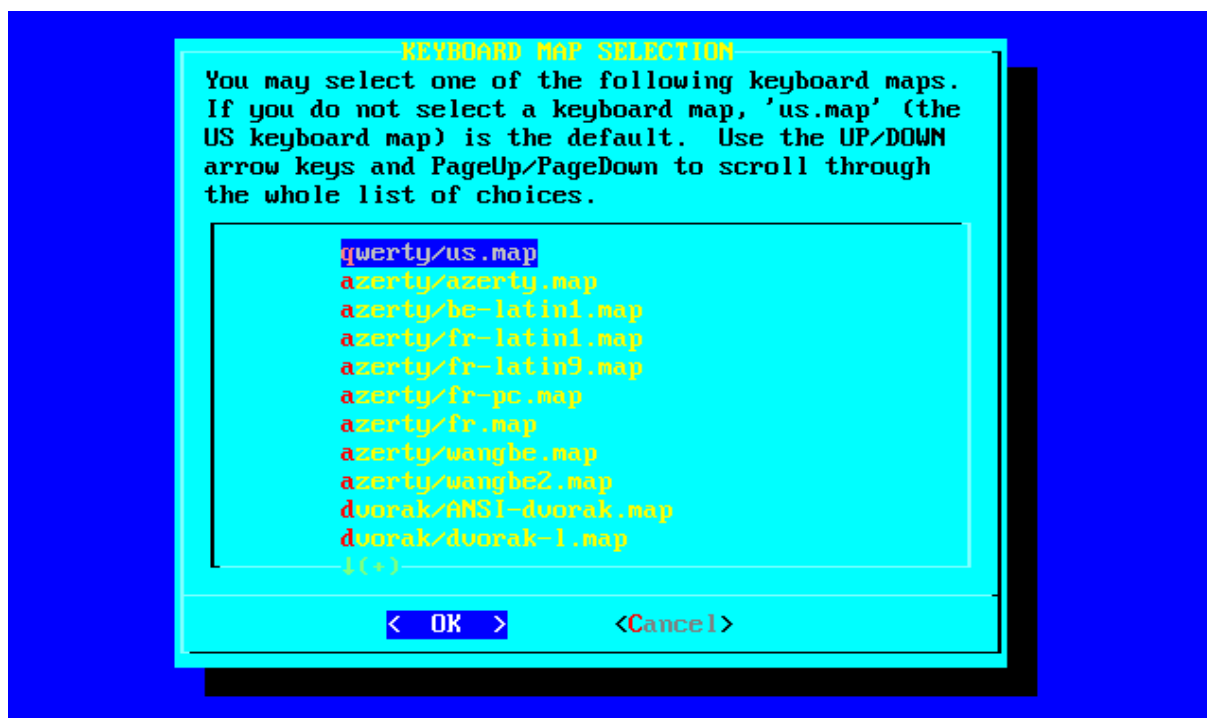 KEYBOARD MAP SELECTION
You may select one of the following keyboard maps.
If you do not select a keyboard map, 'us.map' (the
US keyboard map) is the default.  Use the UP/DOWN
arrow keys and PageUp/PageDown to scroll through
the whole list of choices.
qwerty/us.map
azerty/azerty.map
azerty/be-latin1.map
azerty/fr-latin1.map
azerty/fr-latin9.map
azerty/fr-pc.map
azerty/fr.map
azerty/wangbe.map
azerty/wangbe2.map
dvorak/ANSI-dvorak.map
dvorak/dvorak-l.map
↓(+)
<  OK  > <Cancel>